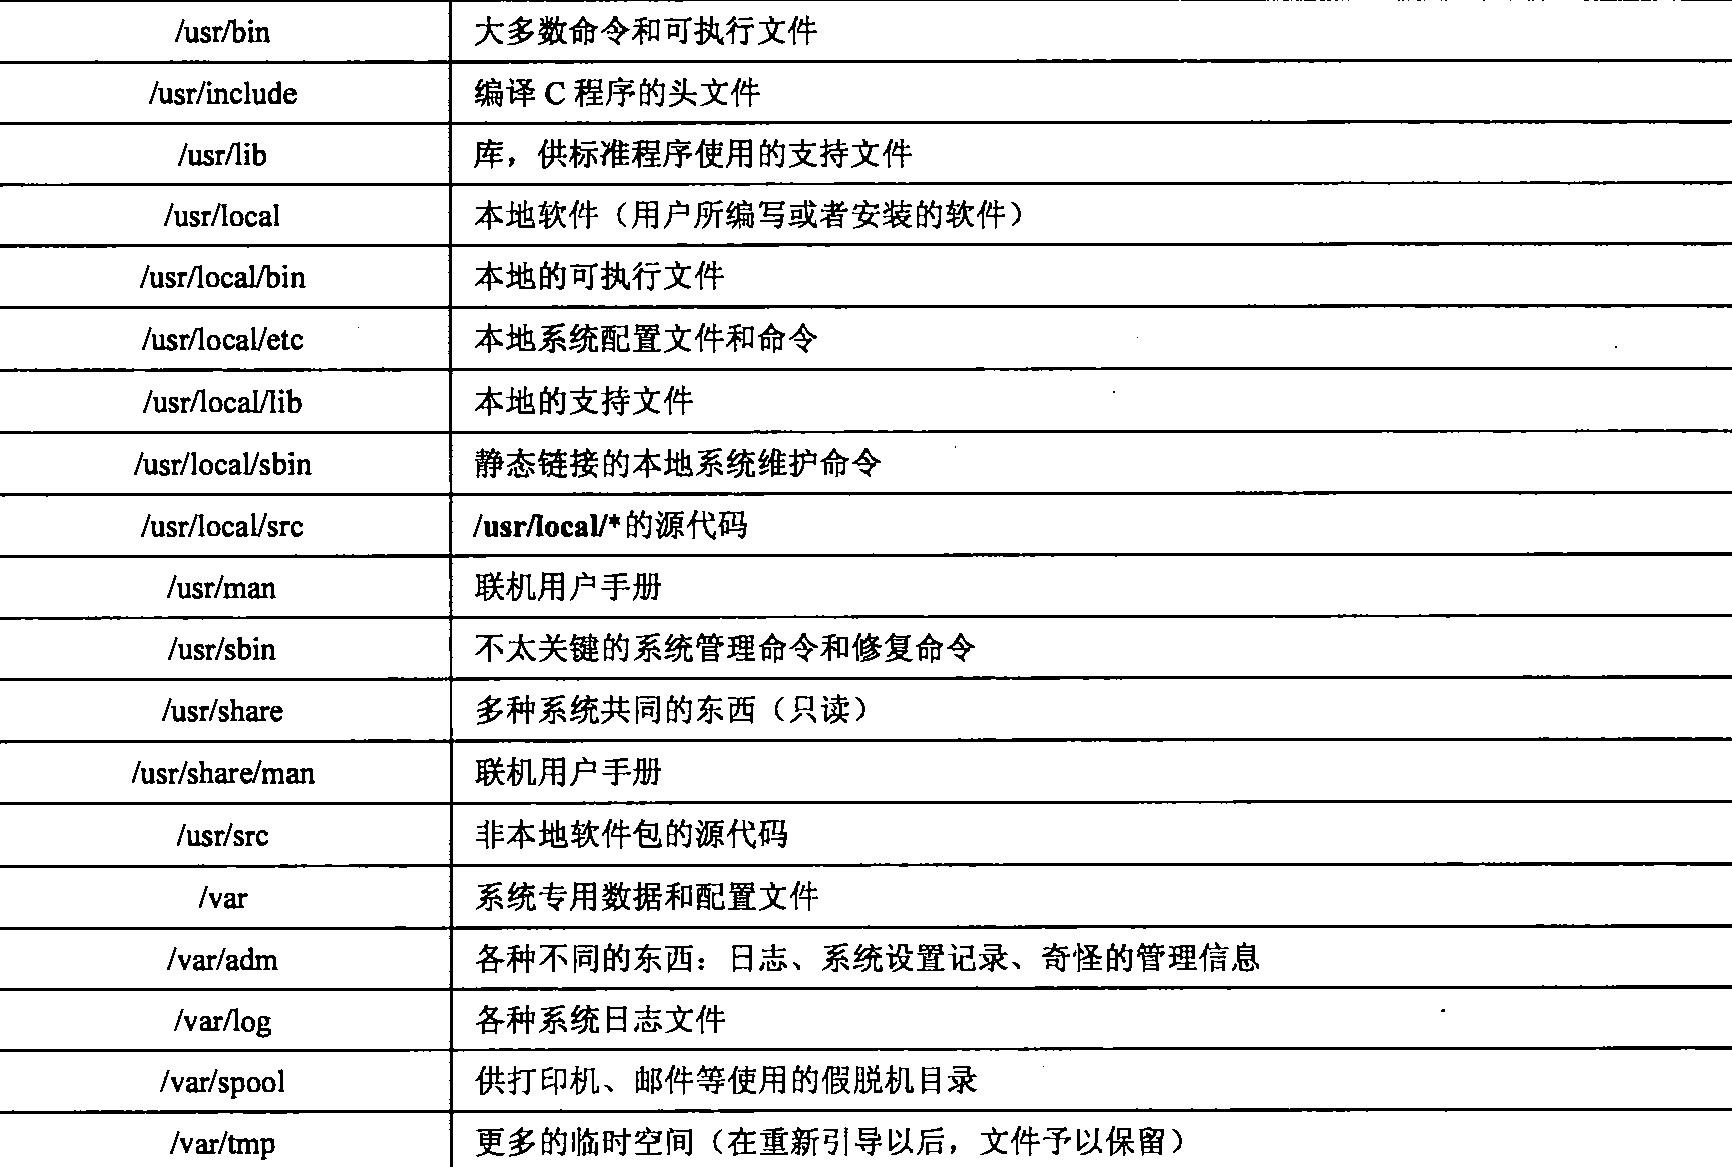 /usr/bin 大多数命令和可执行文件
/usr/include 编译 C 程序的头文件
/usr/lib 库，供标准程序使用的支持文件
/usr/local 本地软件（用户所编写或者安装的软件）
/usr/local/bin 本地的可执行文件
/usr/local/etc 本地系统配置文件和命令
/usr/local/lib 本地的支持文件
/usr/local/sbin 静态链接的本地系统维护命令
/usr/local/src /usr/local/*的源代码
/usr/man 联机用户手册
/usr/sbin 不太关键的系统管理命令和修复命令
/usr/share 多种系统共同的东西（只读）
/usr/share/man 联机用户手册
/usr/src 非本地软件包的源代码
/var 系统专用数据和配置文件
/var/adm 各种不同的东西：日志、系统设置记录、奇怪的管理信息
/var/log 各种系统日志文件
/var/spool 供打印机、邮件等使用的假脱机目录
/var/tmp 更多的临时空间（在重新引导以后，文件予以保留）